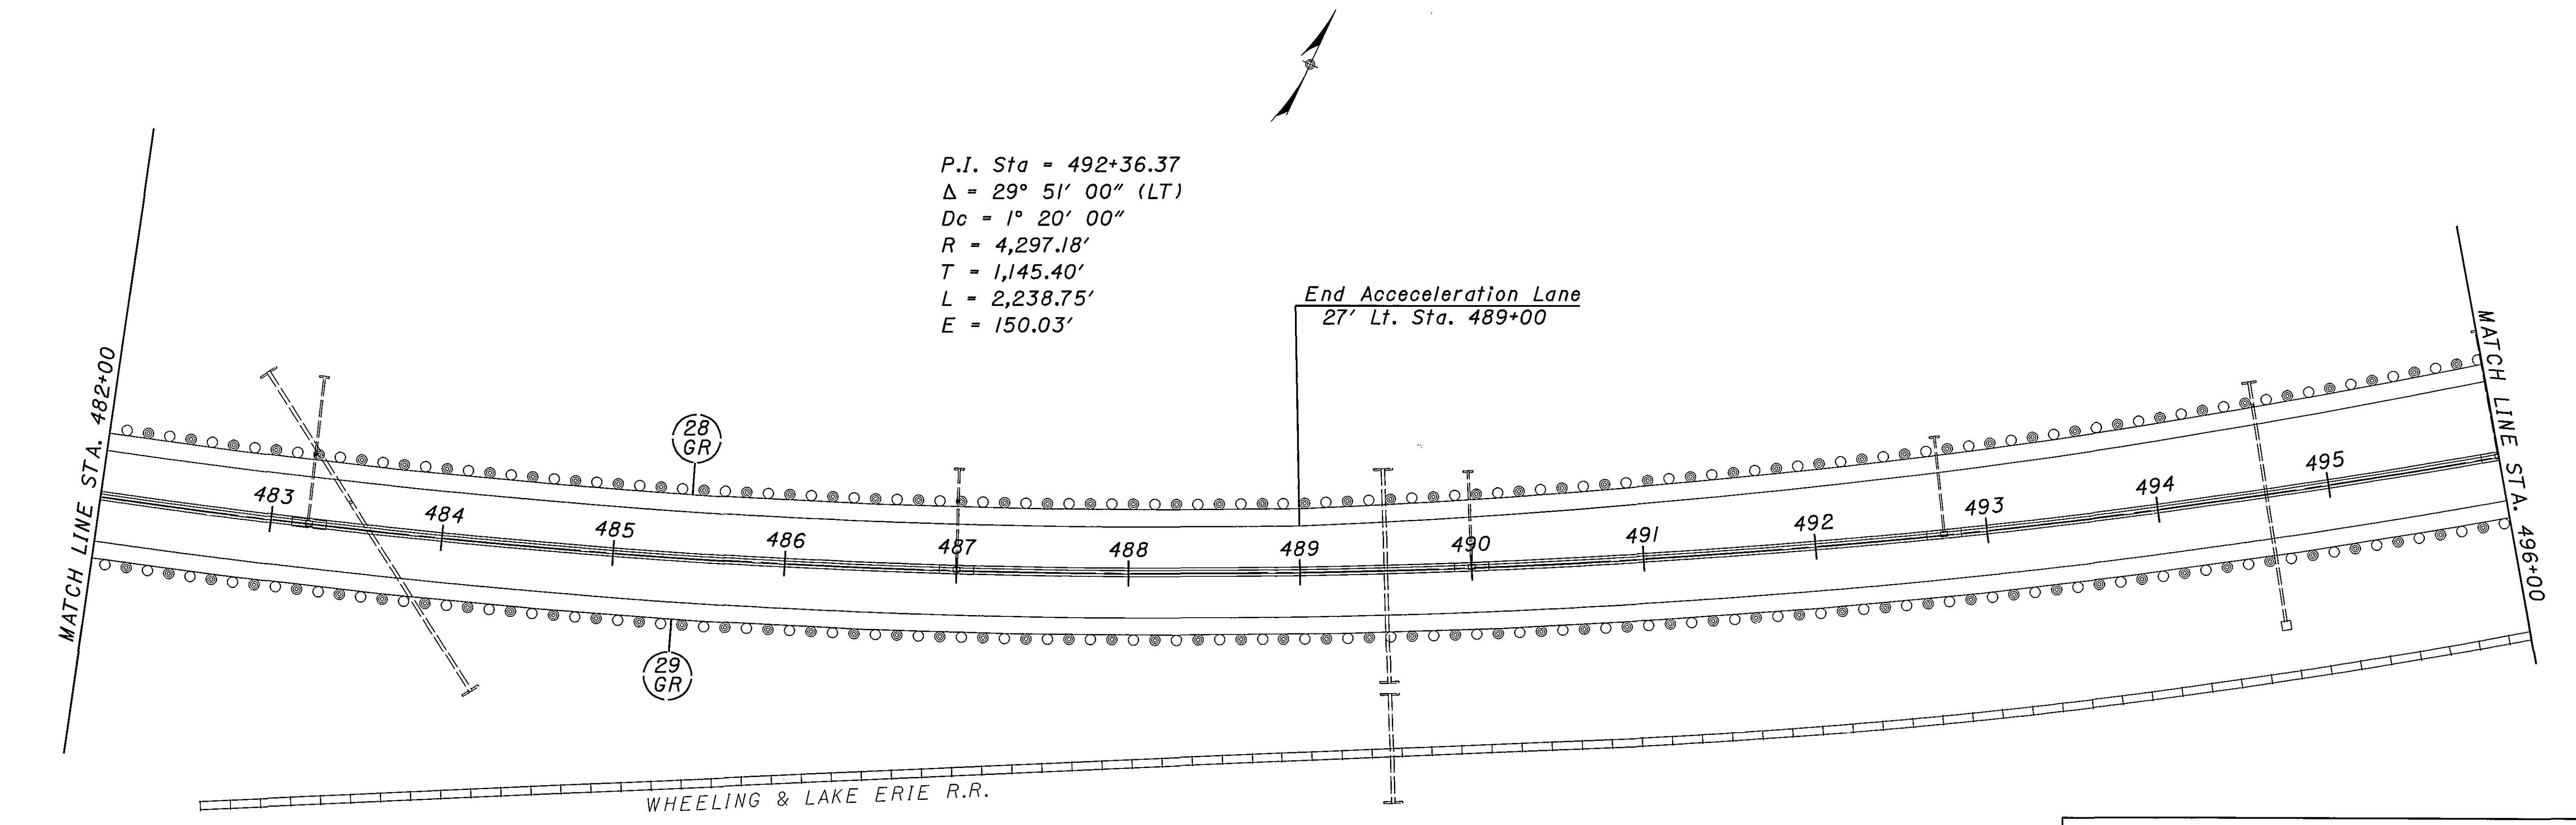 P.I. Sta = 492+36.37
Δ = 29° 51' 00" (LT)
Dc = 1° 20' 00"
R = 4,297.18'
T = 1,145.40'
L = 2,238.75'
E = 150.03'
End Acceceleration Lane
27' Lt. Sta. 489+00
MATCH LINE STA. 482+00
MATCH LINE STA. 496+00
28
GR
483
484
485
486
487
488
489
490
491
492
493
494
495
29
GR
WHEELING & LAKE ERIE R.R.